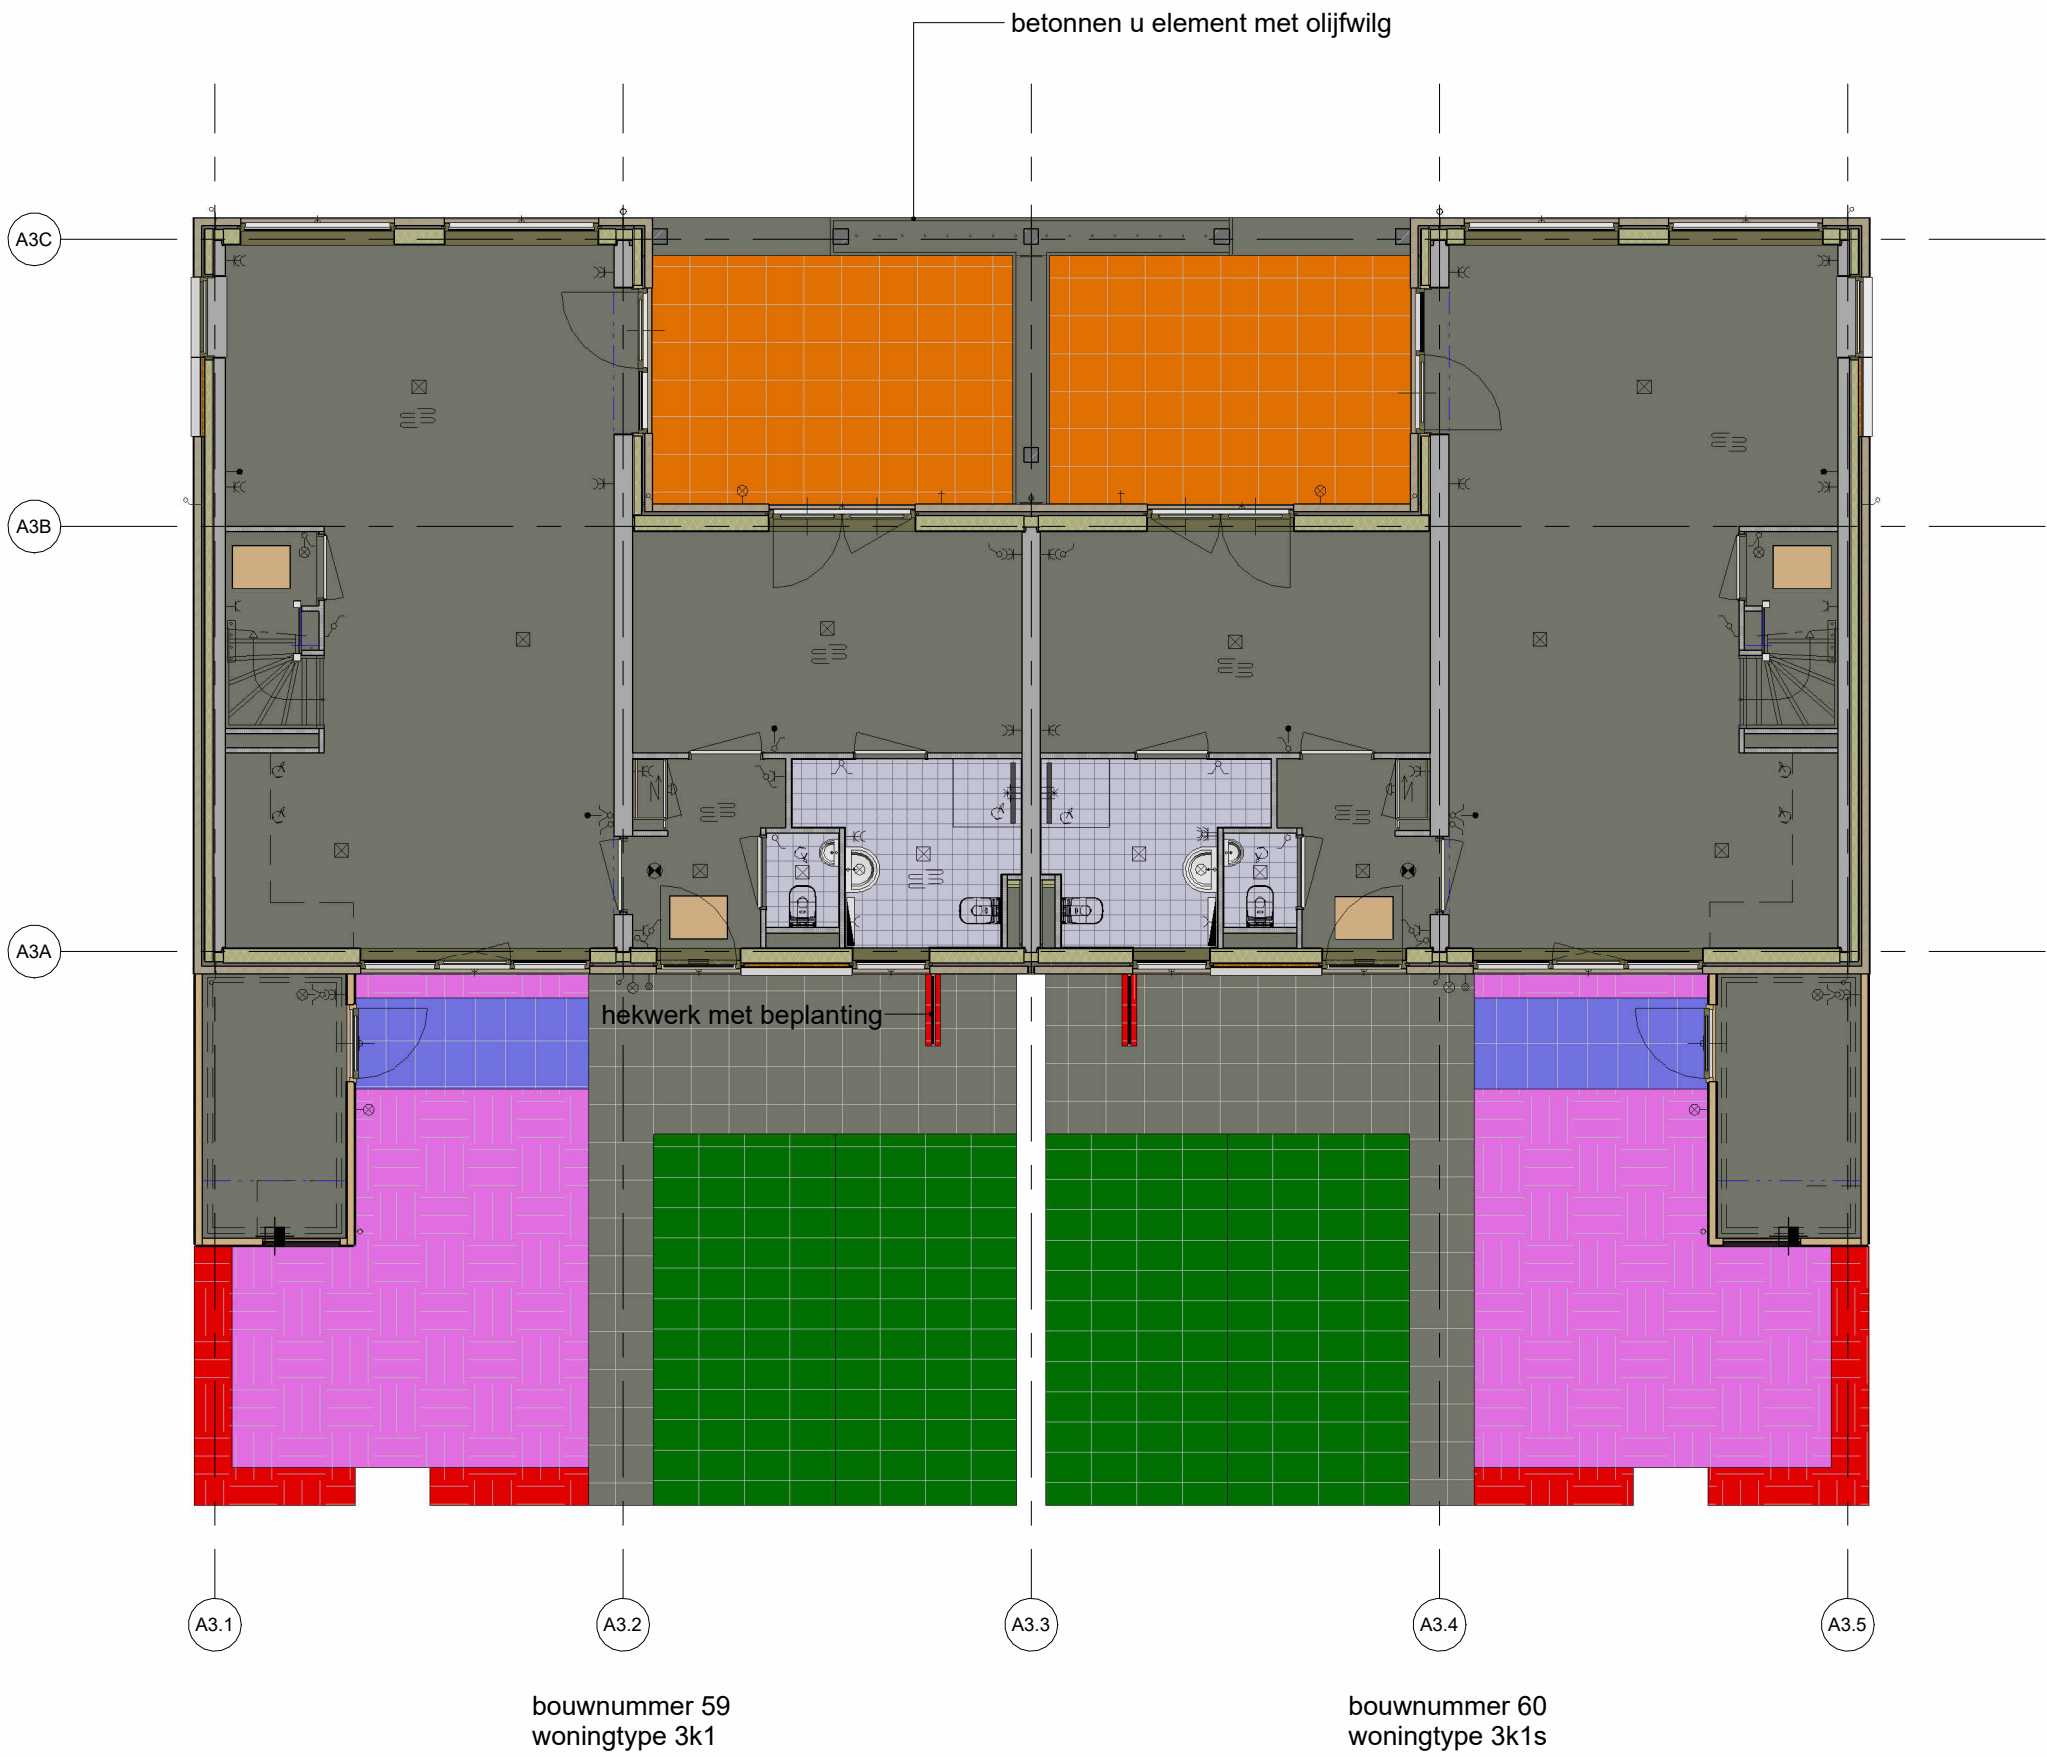 betonnen u element met olijfwilg
A3C
A3B
A3A
hekwerk met beplanting
A3.1
A3.2
A3.3
A3.4
A3.5
bouwnummer 59
woningtype 3k1
bouwnummer 60
woningtype 3k1s